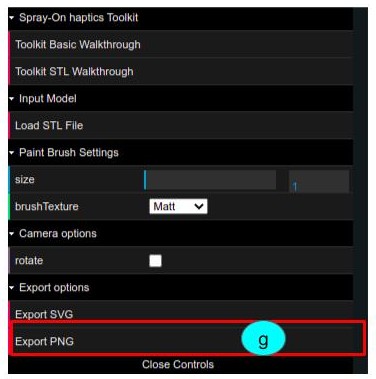 Spray-On haptics Toolkit
Toolkit Basic Walkthrough
Toolkit STL Walkthrough
Input Model
Load STL File
Paint Brush Settings
size 1
brushTexture Matt
Camera options
rotate
Export options
Export SVG
Export PNG g
Close Controls